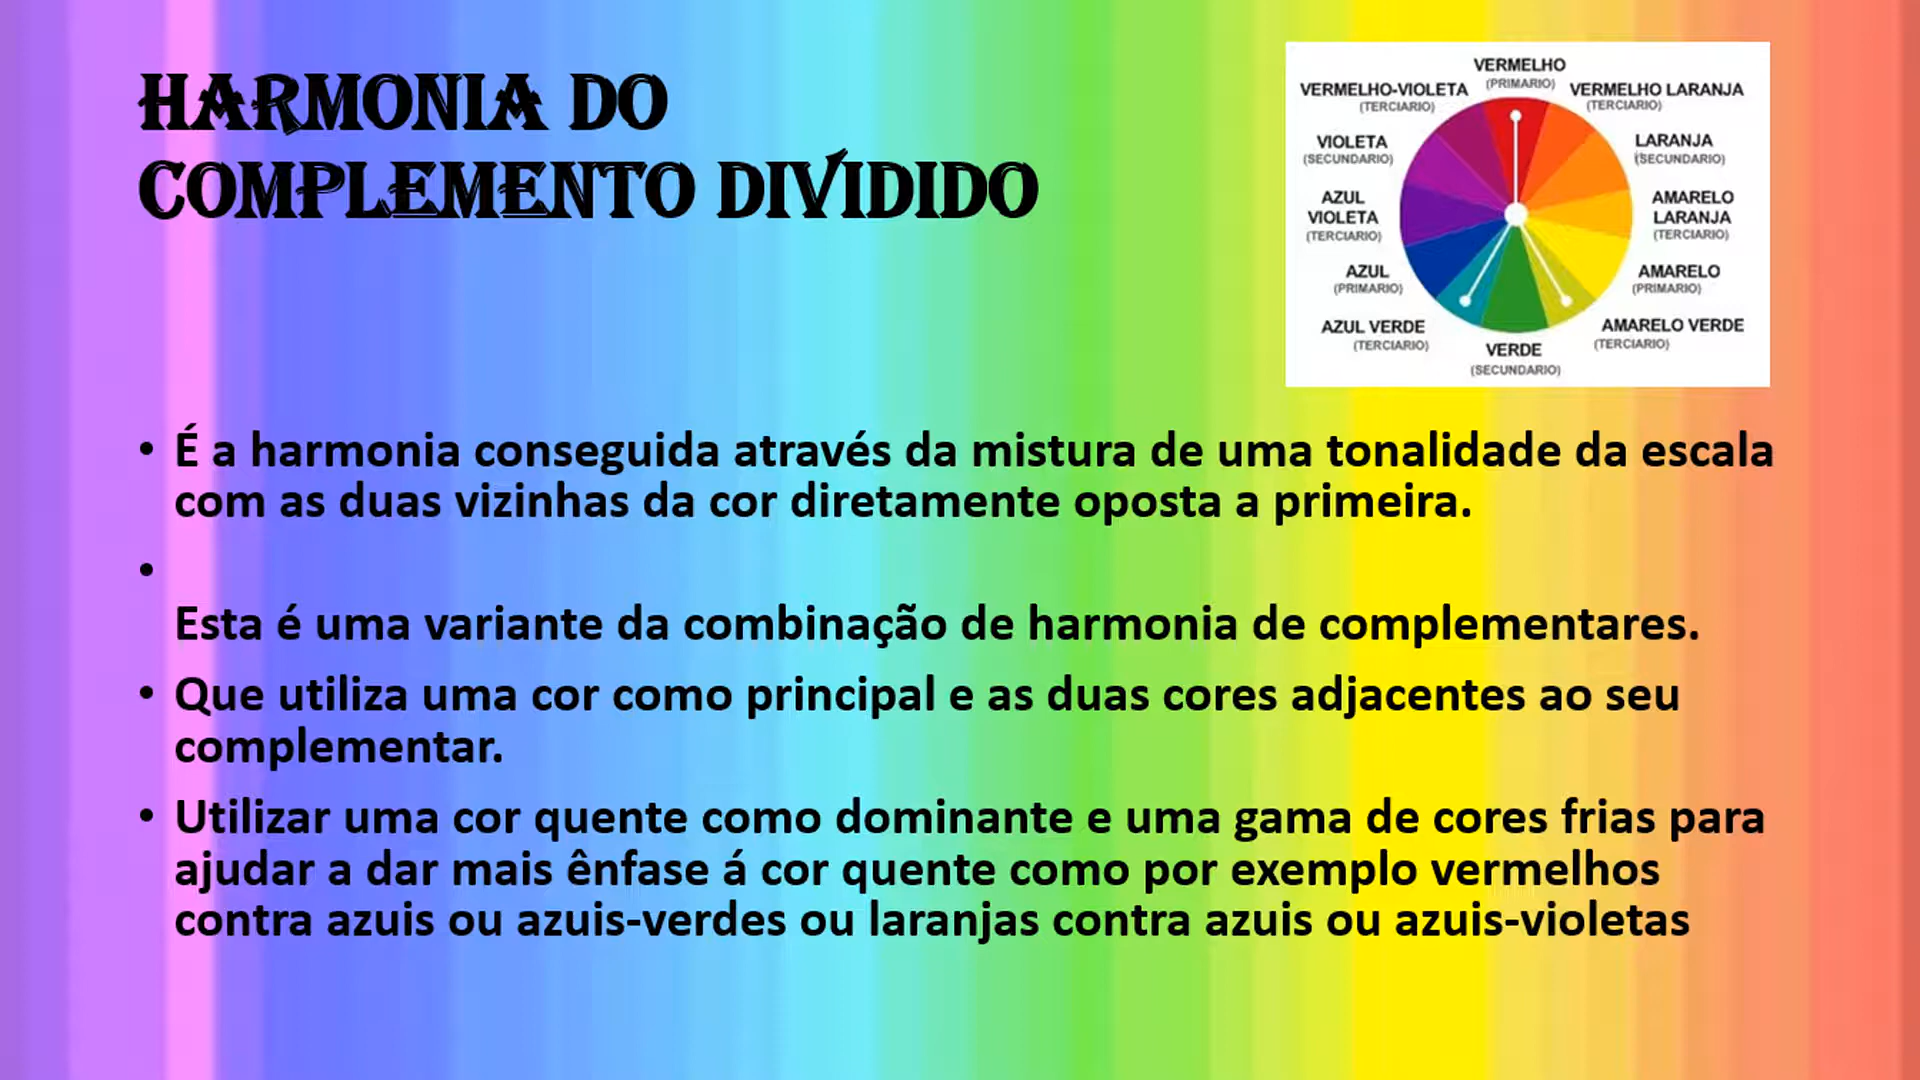 HARMONIA DO
COMPLEMENTO DIVIDIDO
VERMELHO
(PRIMARIO)
VERMELHO-VIOLETA
(TERCIARIO)
VERMELHO LARANJA
(TERCIARIO)
VIOLETA
(SECUNDARIO)
LARANJA
(SECUNDARIO)
AZUL
VIOLETA
(TERCIARIO)
AMARELO
LARANJA
(TERCIARIO)
AZUL
(PRIMARIO)
AMARELO
(PRIMARIO)
AZUL VERDE
(TERCIARIO)
AMARELO VERDE
(TERCIARIO)
VERDE
(SECUNDARIO)
• É a harmonia conseguida através da mistura de uma tonalidade da escala
com as duas vizinhas da cor diretamente oposta a primeira.
•
Esta é uma variante da combinação de harmonia de complementares.
• Que utiliza uma cor como principal e as duas cores adjacentes ao seu
complementar.
• Utilizar uma cor quente como dominante e uma gama de cores frias para
ajudar a dar mais ênfase á cor quente como por exemplo vermelhos
contra azuis ou azuis-verdes ou laranjas contra azuis ou azuis-violetas